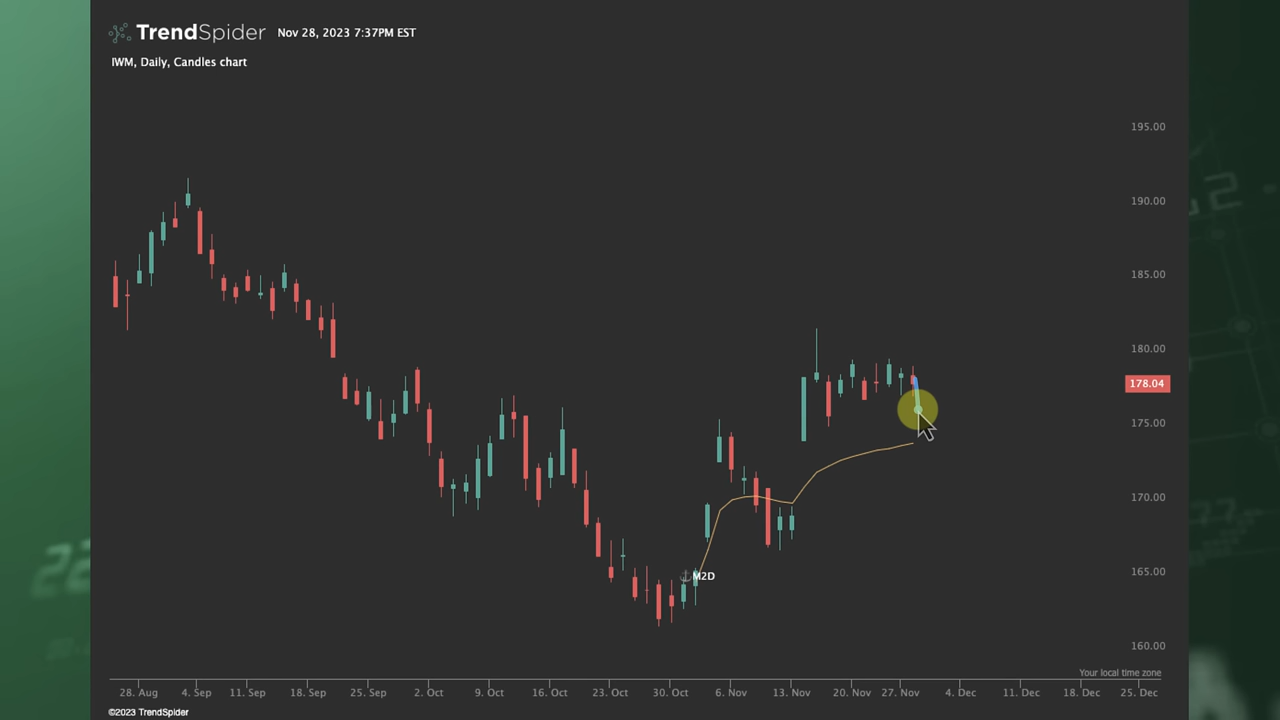 TrendSpider Nov 28, 2023 7:37PM EST
IWM, Daily, Candles chart
195.00
190.00
185.00
180.00
178.04
175.00
170.00
165.00
M2D
160.00
Your local time zone
28. Aug 4. Sep 11. Sep 18. Sep 25. Sep 2. Oct 9. Oct 16. Oct 23. Oct 30. Oct 6. Nov 13. Nov 20. Nov 27. Nov 4. Dec 11. Dec 18. Dec 25. Dec
©2023 TrendSpider